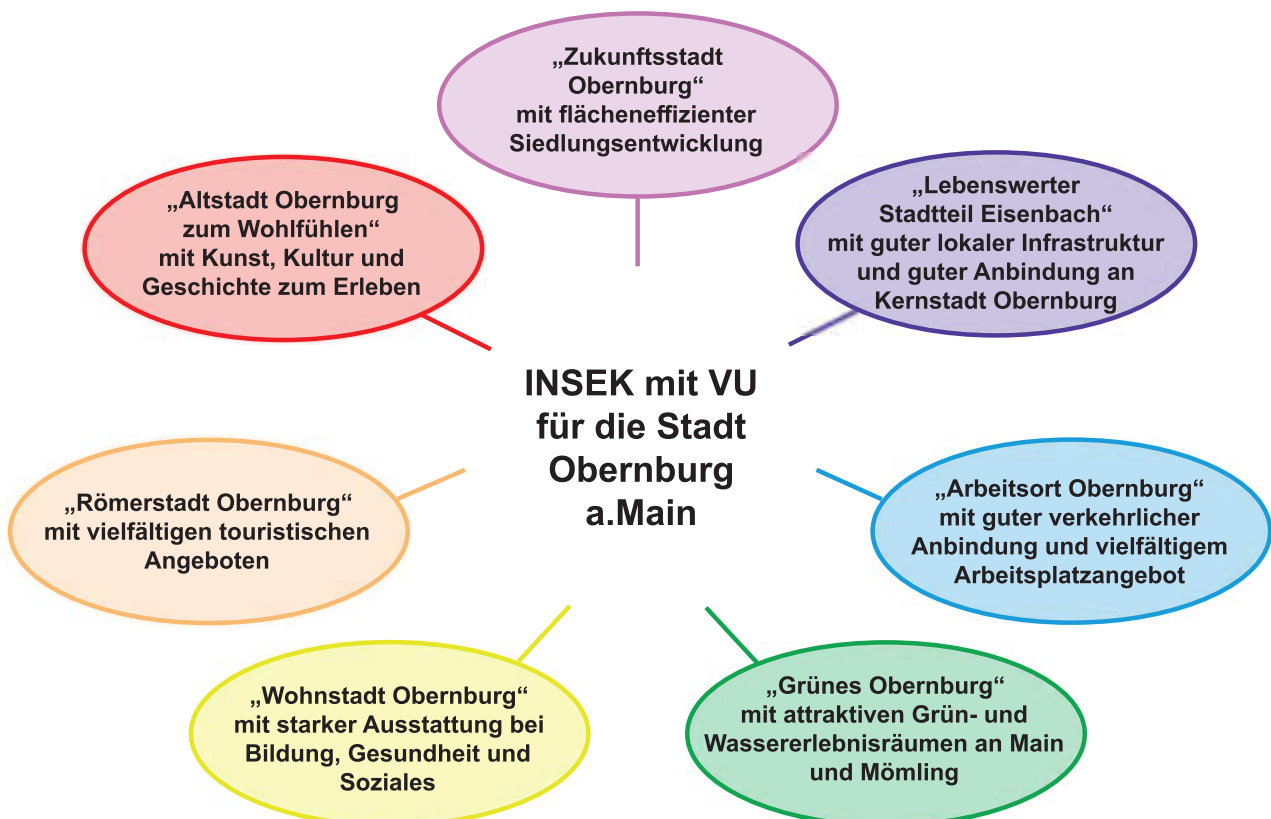 „Zukunftsstadt
Obernburg“
mit flächeneffizienter
Siedlungsentwicklung
„Altstadt Obernburg
zum Wohlfühlen“
mit Kunst, Kultur und
Geschichte zum Erleben
„Lebenswerter
Stadtteil Eisenbach“
mit guter lokaler Infrastruktur
und guter Anbindung an
Kernstadt Obernburg
INSEK mit VU
für die Stadt
Obernburg
a.Main
„Römerstadt Obernburg“
mit vielfältigen touristischen
Angeboten
„Arbeitsort Obernburg“
mit guter verkehrlicher
Anbindung und vielfältigem
Arbeitsplatzangebot
„Wohnstadt Obernburg“
mit starker Ausstattung bei
Bildung, Gesundheit und
Soziales
„Grünes Obernburg“
mit attraktiven Grün- und
Wassererlebnisräumen an Main
und Mömling